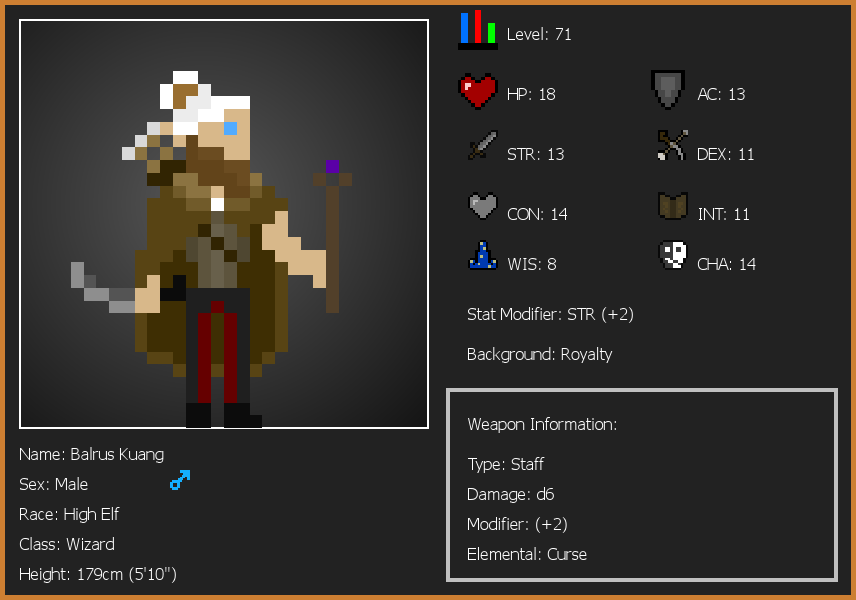 Level: 71
HP: 18
AC: 13
STR: 13
DEX: 11
CON: 14
INT: 11
WIS: 8
CHA: 14
Stat Modifier: STR (+2)
Background: Royalty
Weapon Information:
Type: Staff
Damage: d6
Modifier: (+2)
Elemental: Curse
Name: Balrus Kuang
Sex: Male
Race: High Elf
Class: Wizard
Height: 179cm (5'10")